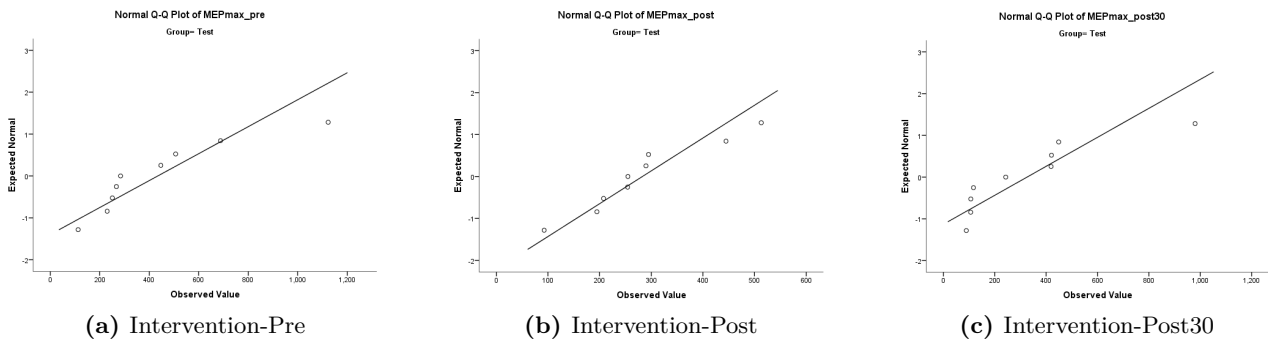 Normal Q-Q Plot of MEPmax_pre
Group= Test
Expected Normal
3
2
1
0
-1
-2
0
200
400
600
800
1,000
1,200
Observed Value
(a) Intervention-Pre
Normal Q-Q Plot of MEPmax_post
Group= Test
Expected Normal
3
2
1
0
-1
-2
0
100
200
300
400
500
600
Observed Value
(b) Intervention-Post
Normal Q-Q Plot of MEPmax_post30
Group= Test
Expected Normal
3
2
1
0
-1
-2
0
200
400
600
800
1,000
1,200
Observed Value
(c) Intervention-Post30